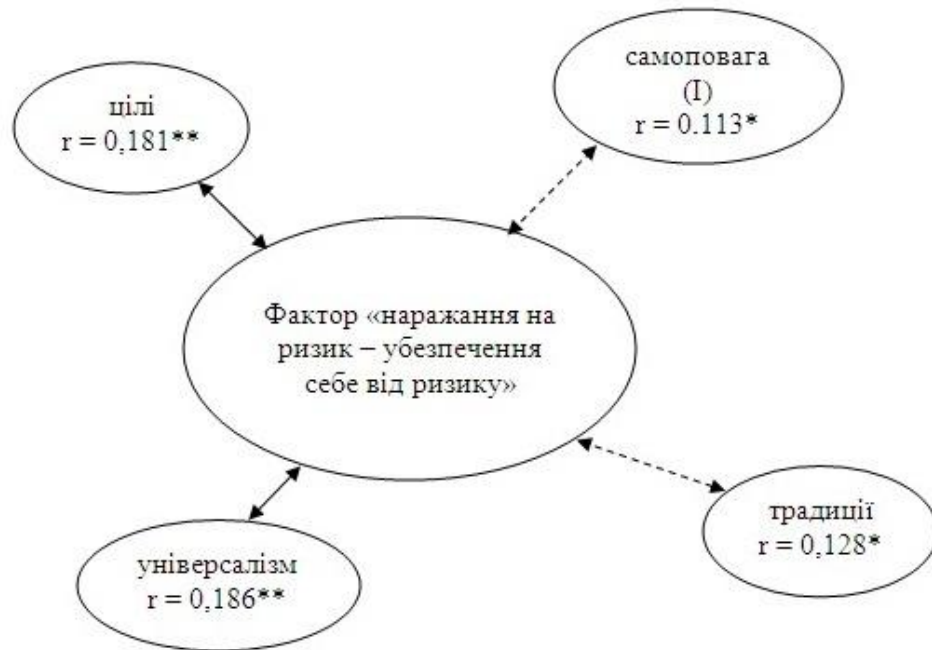 цілі
r = 0,181**
самоповага
(І)
r = 0.113*
Фактор «наражання на
ризик – убезпечення
себе від ризику»
універсалізм
r = 0,186**
традиції
r = 0,128*